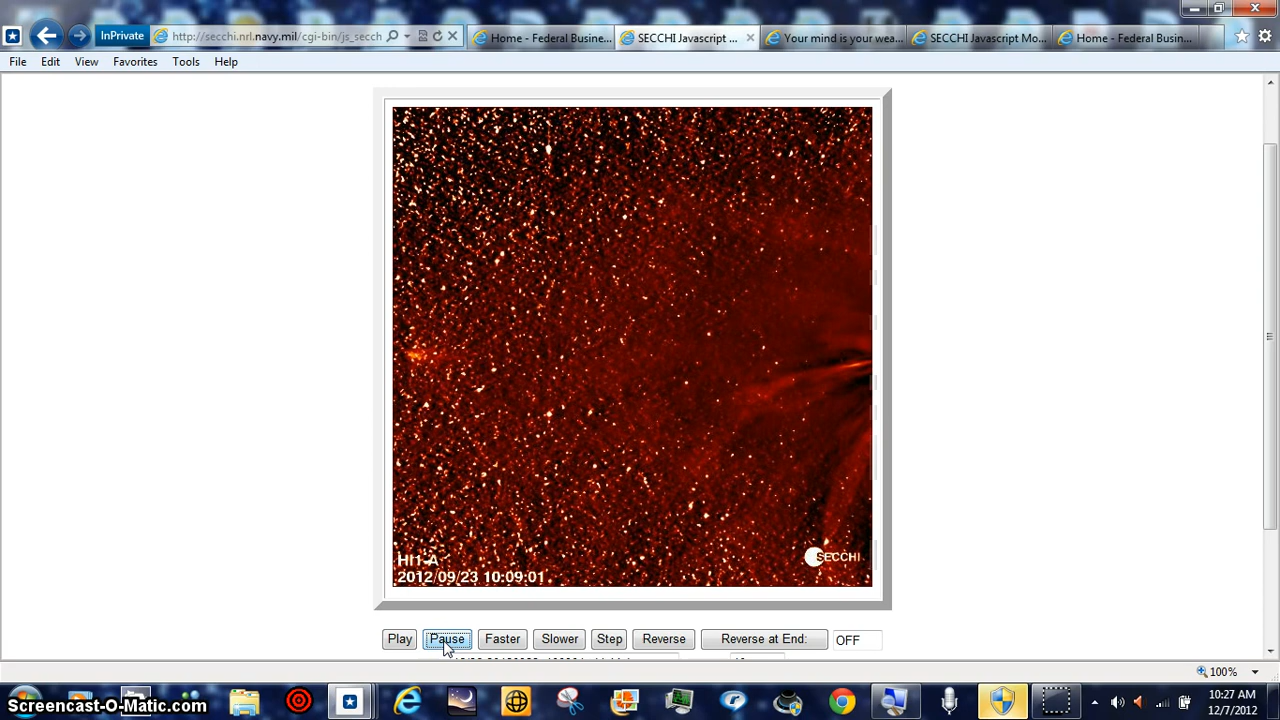 InPrivate
http://secchi.nrl.navy.mil/cgi-bin/js_secch
Home - Federal Busine...
SECCHI Javascript ...
Your mind is your wea...
SECCHI Javascript Mo...
Home - Federal Busin...
File Edit View Favorites Tools Help
HI1-A
2012/09/23 10:09:01
SECCHI
Play Pause Faster Slower Step Reverse Reverse at End: OFF
100%
Screencast-O-Matic.com
10:27 AM
12/7/2012